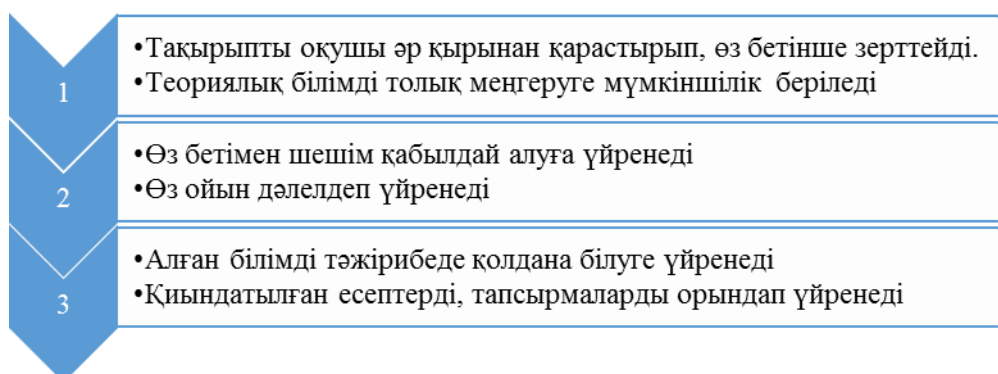 1
•Тақырыпты оқушы әр қырынан қарастырып, өз бетінше зерттейді.
•Теориялық білімді толық меңгеруге мүмкіншілік беріледі
2
•Өз бетімен шешім қабылдай алуға үйренеді
•Өз ойын дәлелдеп үйренеді
3
•Алған білімді тәжірибеде қолдана білуге үйренеді
•Қиындатылған есептерді, тапсырмаларды орындап үйренеді